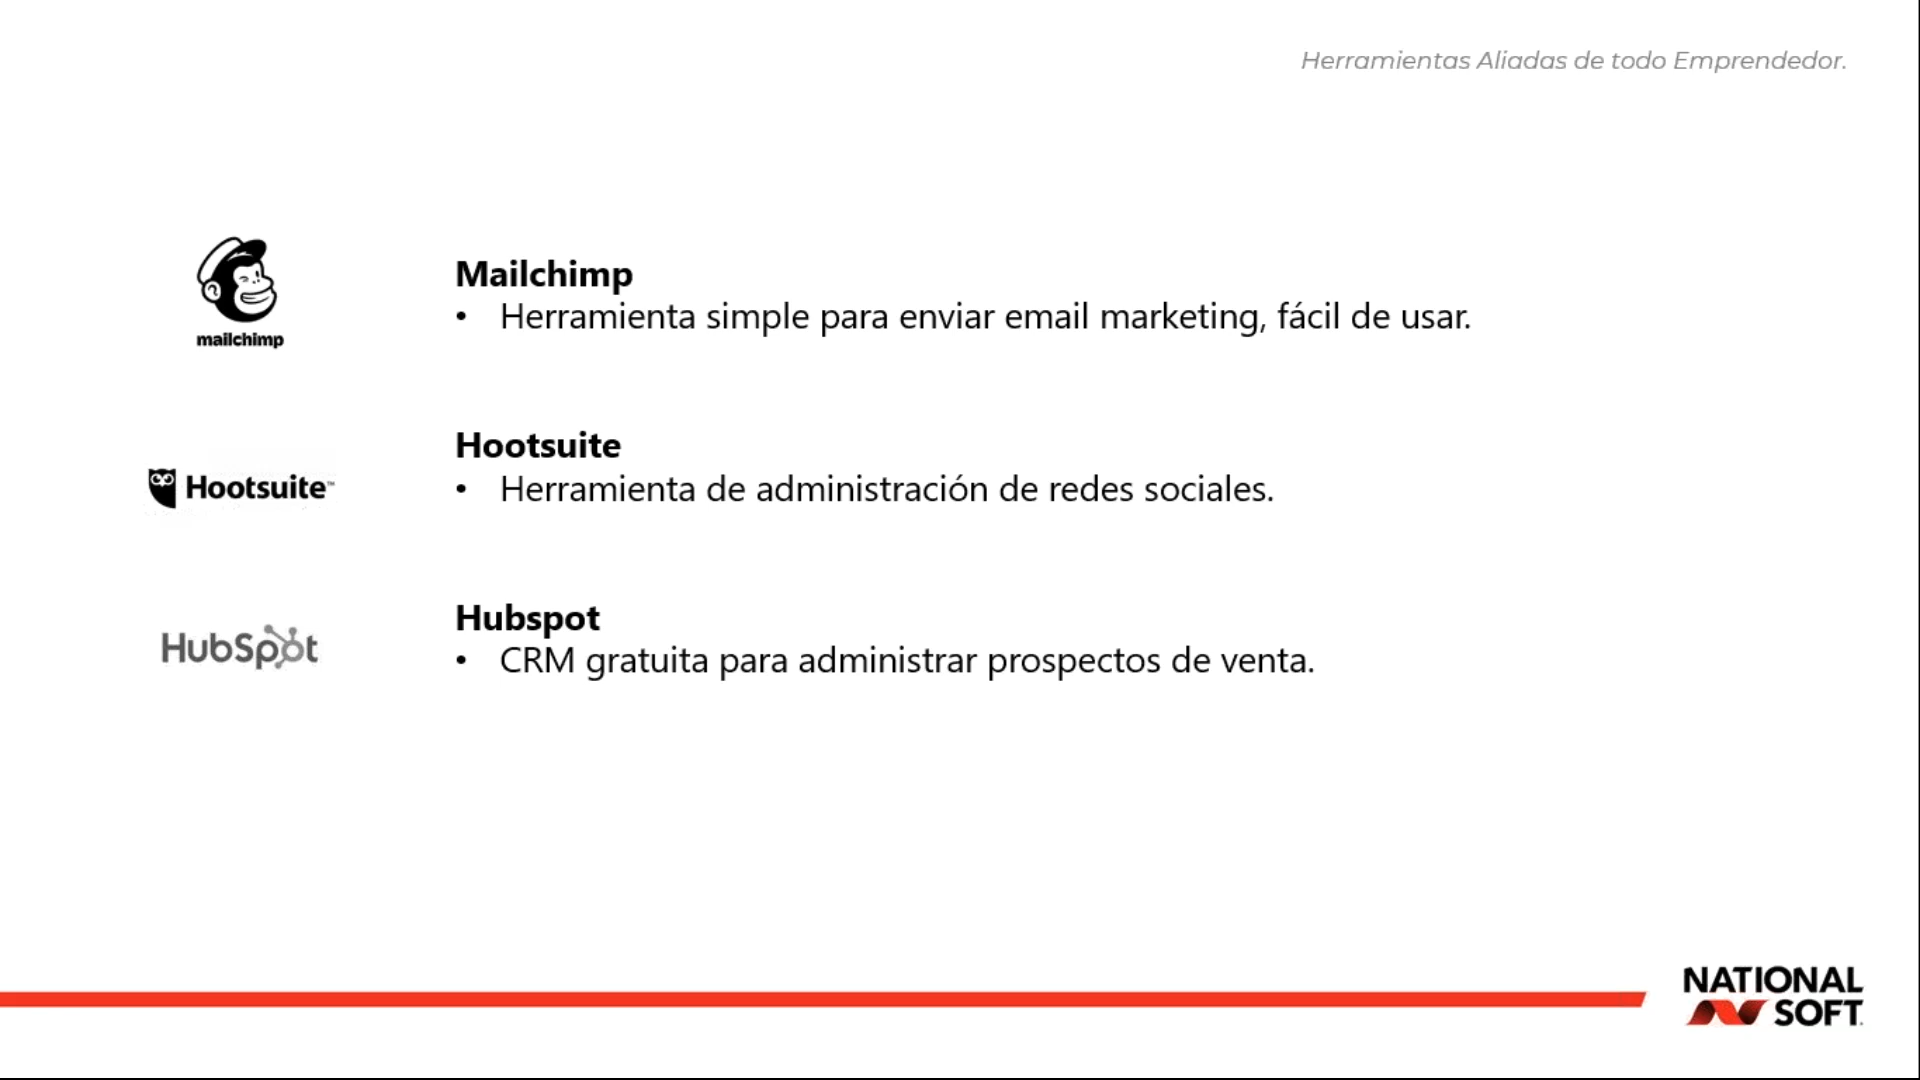 Herramientas Aliadas de todo Emprendedor.
mailchimp
Mailchimp
• Herramienta simple para enviar email marketing, fácil de usar.
Hootsuite™
Hootsuite
• Herramienta de administración de redes sociales.
HubSpot
Hubspot
• CRM gratuita para administrar prospectos de venta.
NATIONAL
SOFT